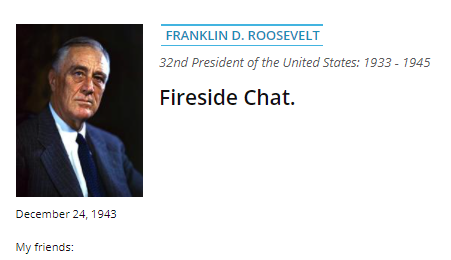 FRANKLIN D. ROOSEVELT
32nd President of the United States: 1933 - 1945
Fireside Chat.
December 24, 1943
My friends: